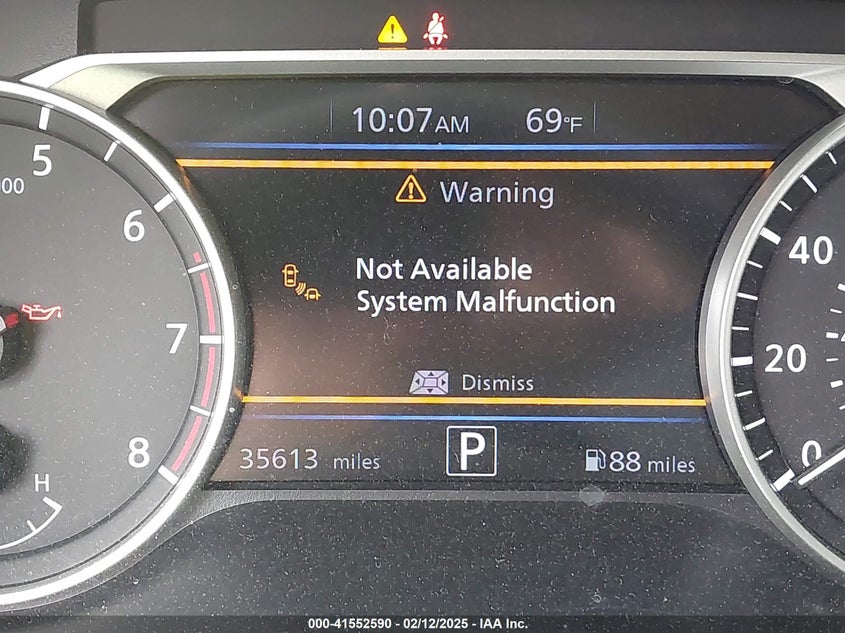 10:07AM 69°F
Warning
Not Available
System Malfunction
Dismiss
35613 miles P 88 miles
5
000
6
7
8
H
40
20
0
000-41552590 - 02/12/2025 - IAA Inc.